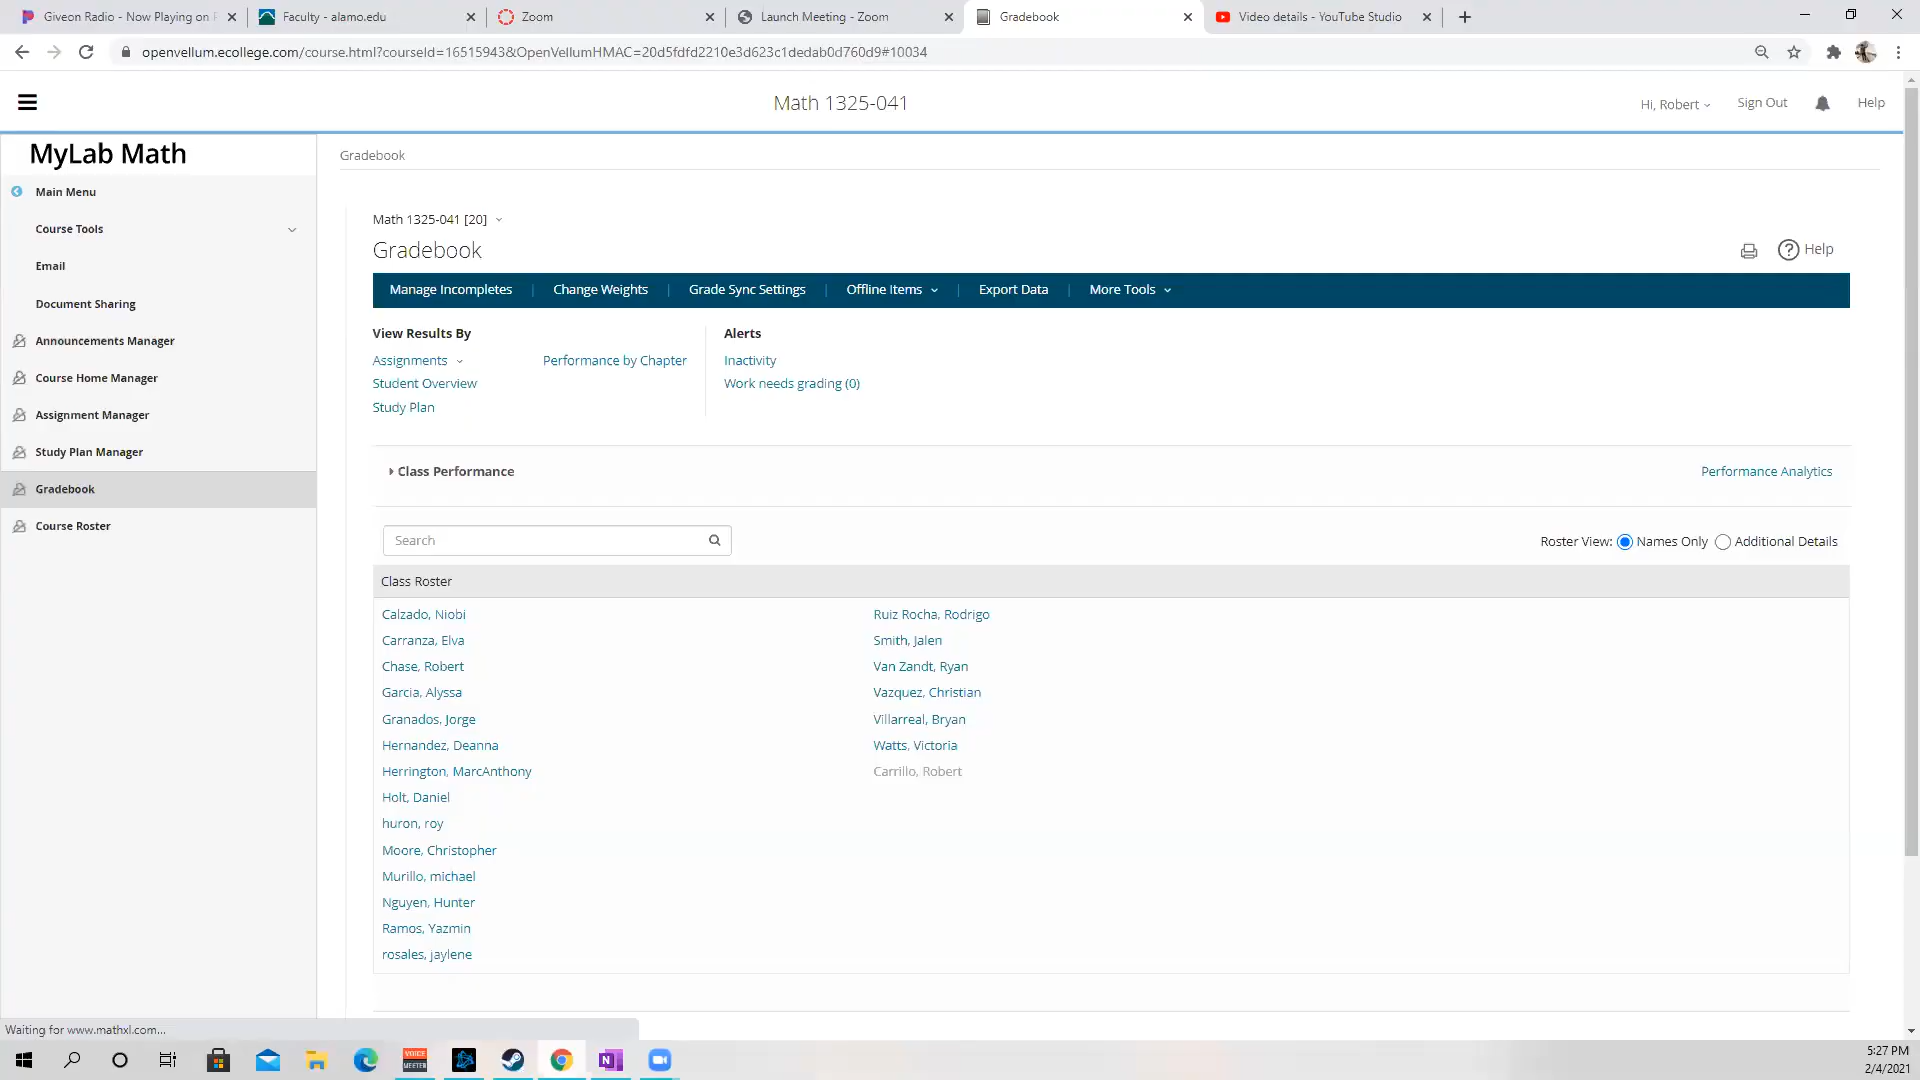 Giveon Radio - Now Playing on
Faculty - alamo.edu
Zoom
Launch Meeting - Zoom
Gradebook
Video details - YouTube Studio
openvellum.ecollege.com/course.html?courseId=16515943&OpenVellumHMAC=20d5fdfd2210e3d623c1dedab0d760d9#10034
Math 1325-041
Hi, Robert
Sign Out
Help
MyLab Math
Main Menu
Course Tools
Email
Document Sharing
Announcements Manager
Course Home Manager
Assignment Manager
Study Plan Manager
Gradebook
Course Roster
Gradebook
Math 1325-041 [20]
Gradebook
Help
Manage Incompletes | Change Weights | Grade Sync Settings | Offline Items | Export Data | More Tools
View Results By
Assignments
Performance by Chapter
Student Overview
Study Plan
Alerts
Inactivity
Work needs grading (0)
Class Performance
Performance Analytics
Search
Roster View: Names Only Additional Details
Class Roster
Calzado, Niobi
Carranza, Elva
Chase, Robert
Garcia, Alyssa
Granados, Jorge
Hernandez, Deanna
Herrington, MarcAnthony
Holt, Daniel
huron, roy
Moore, Christopher
Murillo, michael
Nguyen, Hunter
Ramos, Yazmin
rosales, jaylene
Ruiz Rocha, Rodrigo
Smith, Jalen
Van Zandt, Ryan
Vazquez, Christian
Villarreal, Bryan
Watts, Victoria
Carrillo, Robert
Waiting for www.mathxl.com...
VOICE
MEETER
5:27 PM
2/4/2021